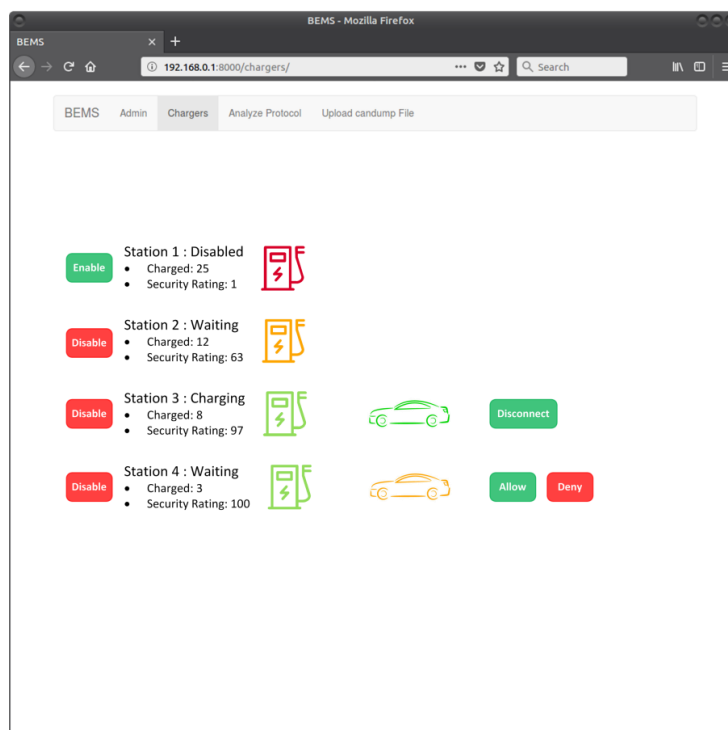 BEMS - Mozilla Firefox
BEMS
192.168.0.1:8000/chargers/
Search
BEMS Admin Chargers Analyze Protocol Upload candump File
Enable
Station 1 : Disabled
• Charged: 25
• Security Rating: 1
Disable
Station 2 : Waiting
• Charged: 12
• Security Rating: 63
Disable
Station 3 : Charging
• Charged: 8
• Security Rating: 97
Disconnect
Disable
Station 4 : Waiting
• Charged: 3
• Security Rating: 100
Allow Deny